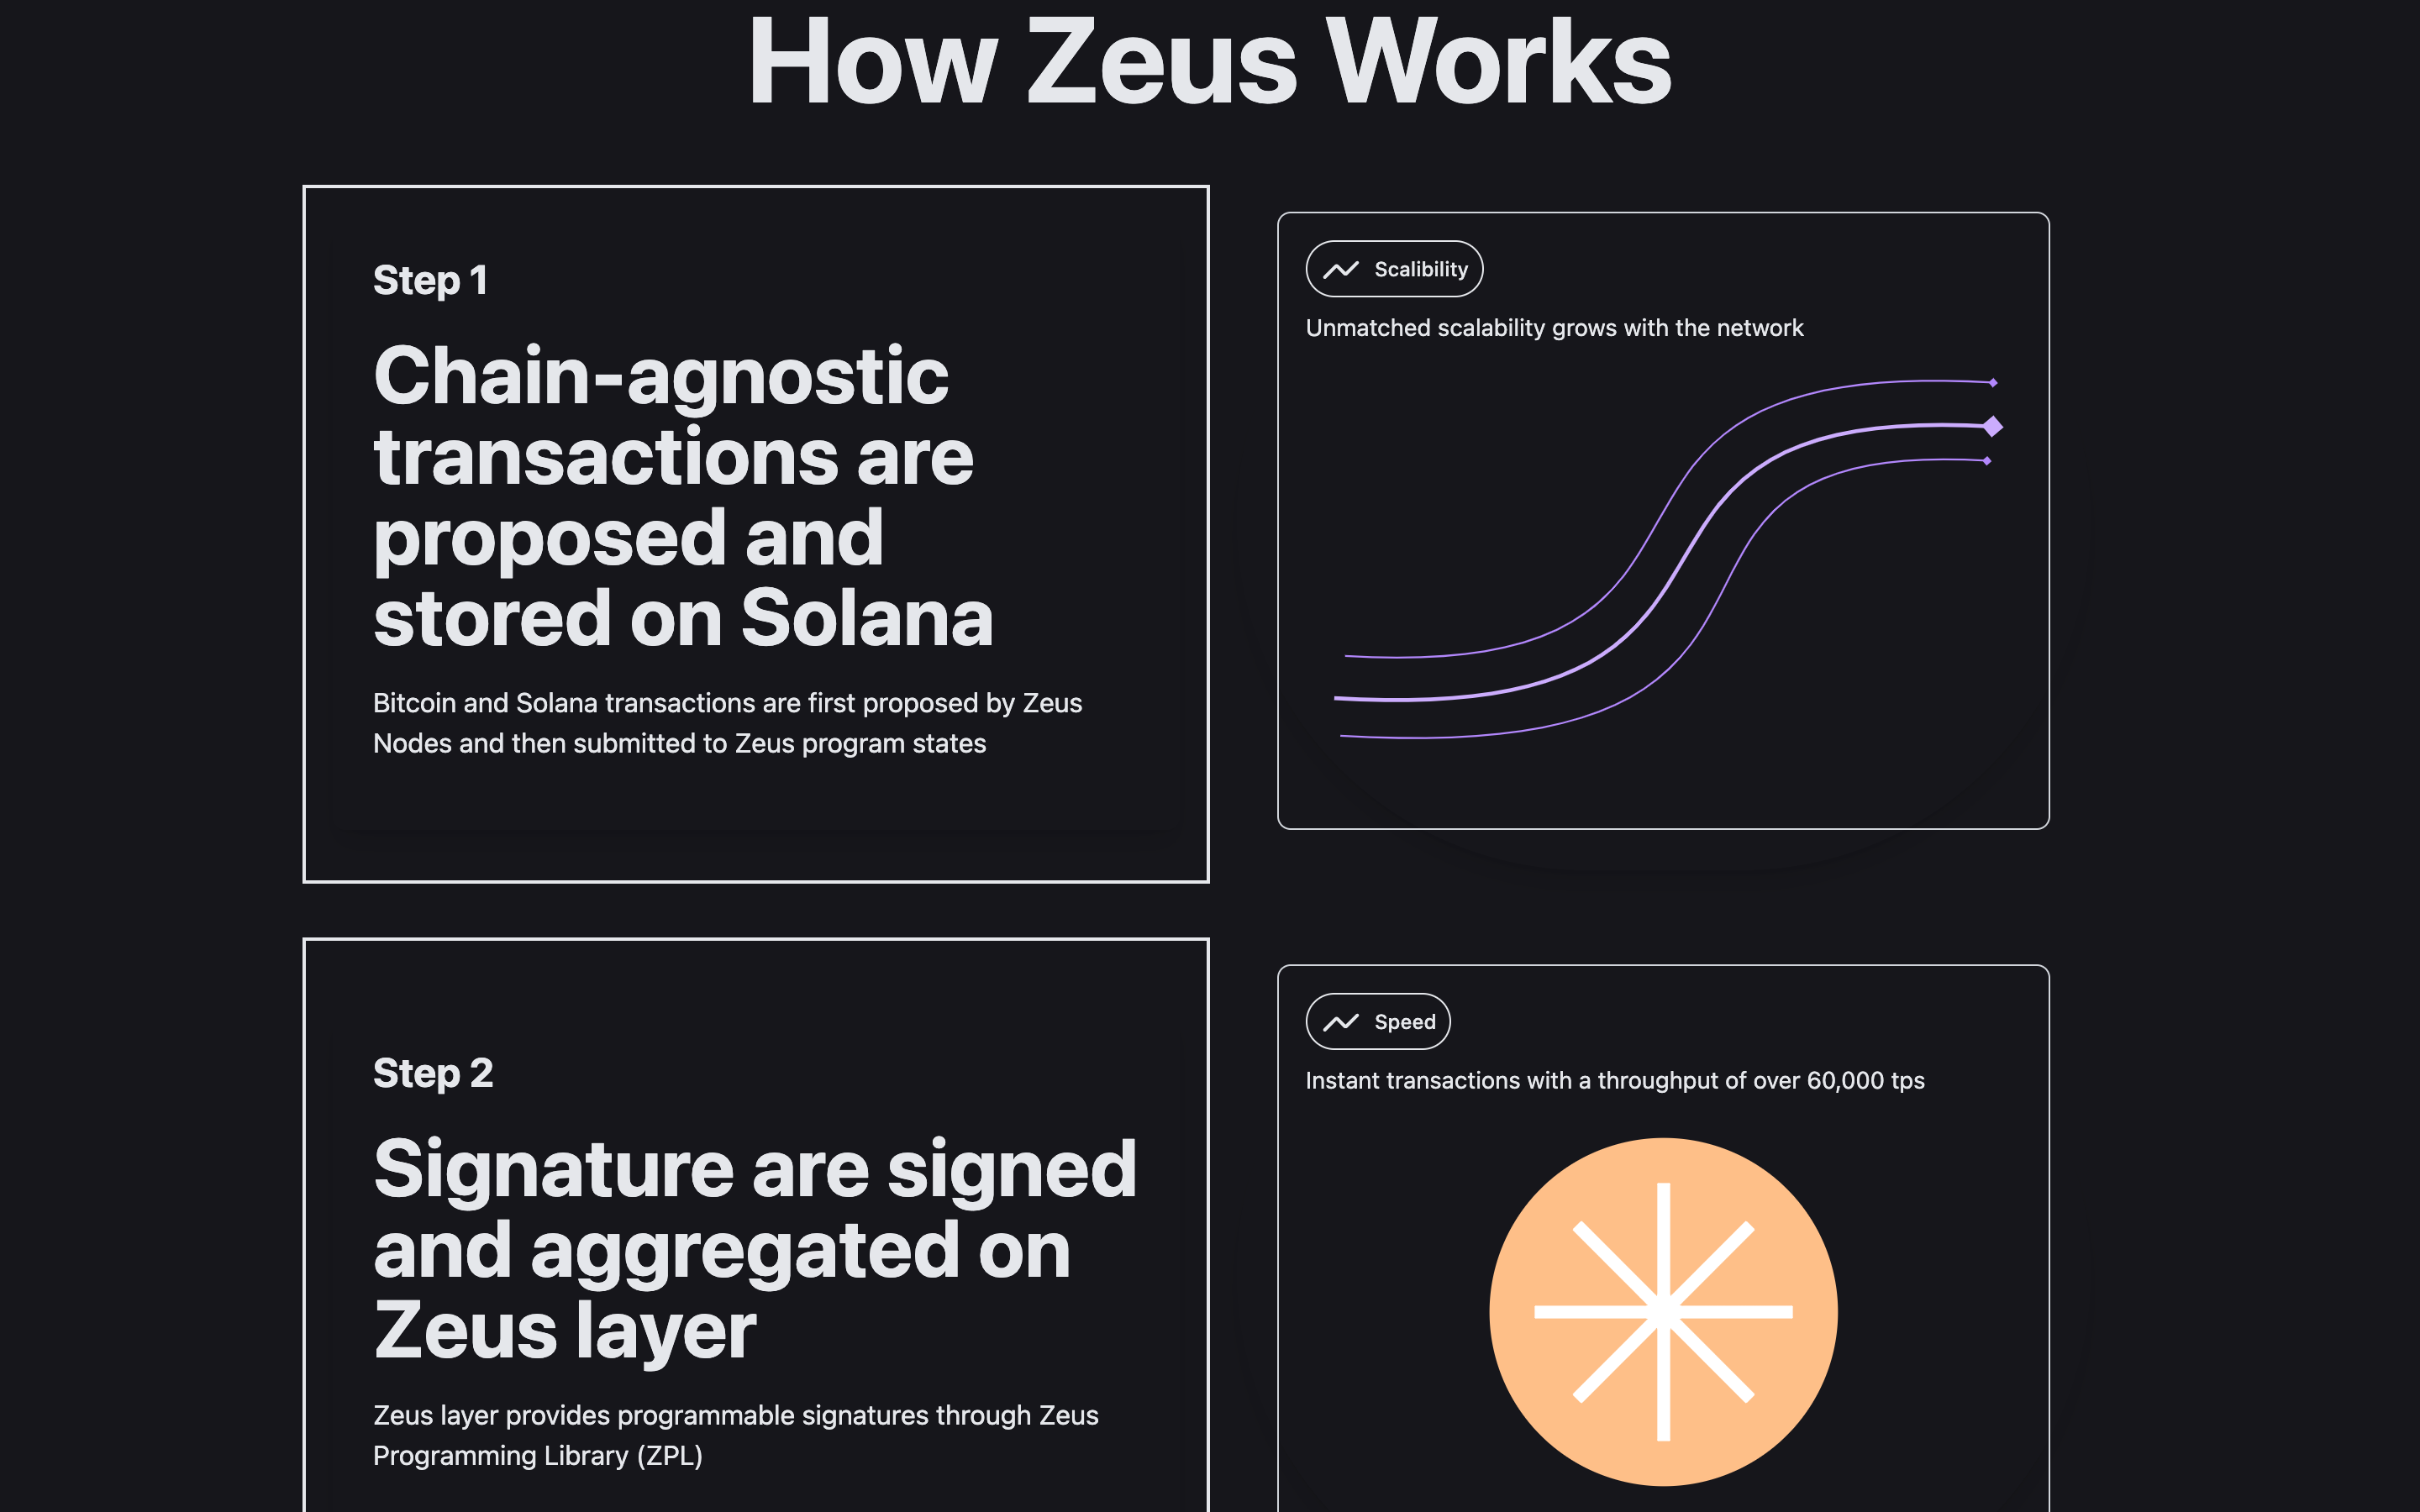 How Zeus Works
Step 1
Chain-agnostic
transactions are
proposed and
stored on Solana
Bitcoin and Solana transactions are first proposed by Zeus
Nodes and then submitted to Zeus program states
Scalibility
Unmatched scalability grows with the network
Step 2
Signature are signed
and aggregated on
Zeus layer
Zeus layer provides programmable signatures through Zeus
Programming Library (ZPL)
Speed
Instant transactions with a throughput of over 60,000 tps